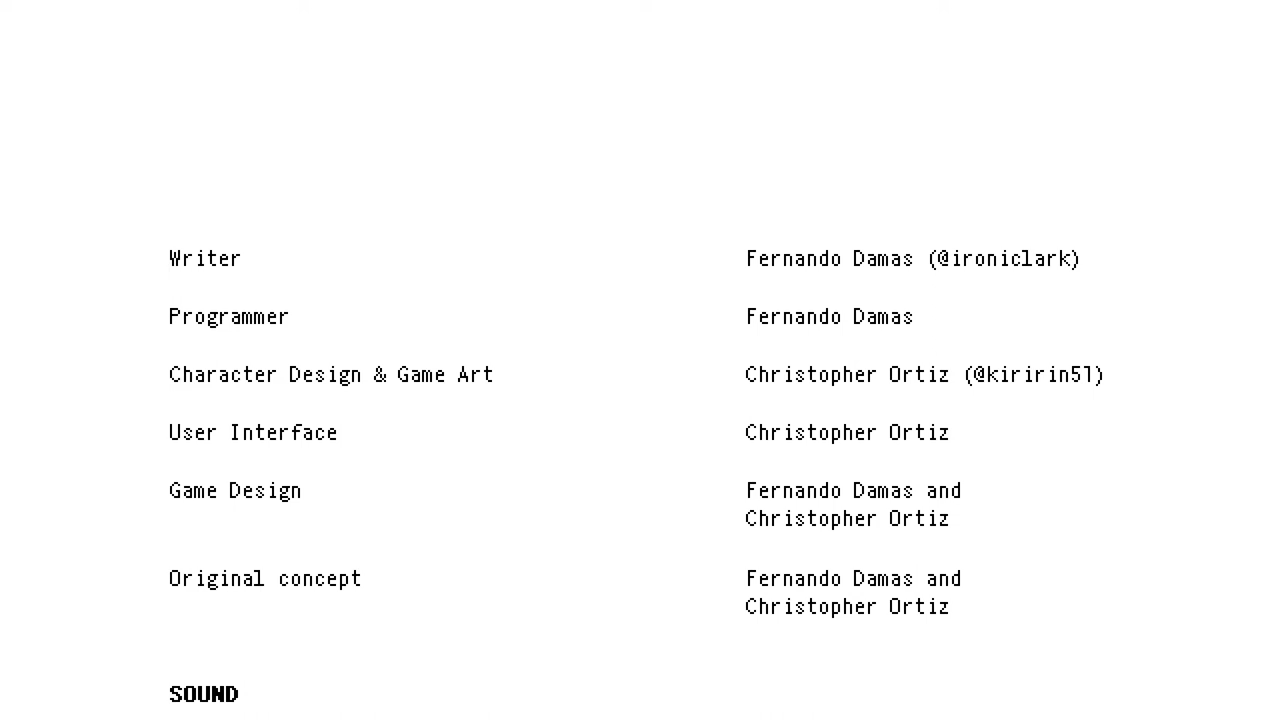 Writer Fernando Damas (@ironiclark)
Programmer Fernando Damas
Character Design & Game Art Christopher Ortiz (@kiririn51)
User Interface Christopher Ortiz
Game Design Fernando Damas and
Christopher Ortiz
Original concept Fernando Damas and
Christopher Ortiz
SOUND